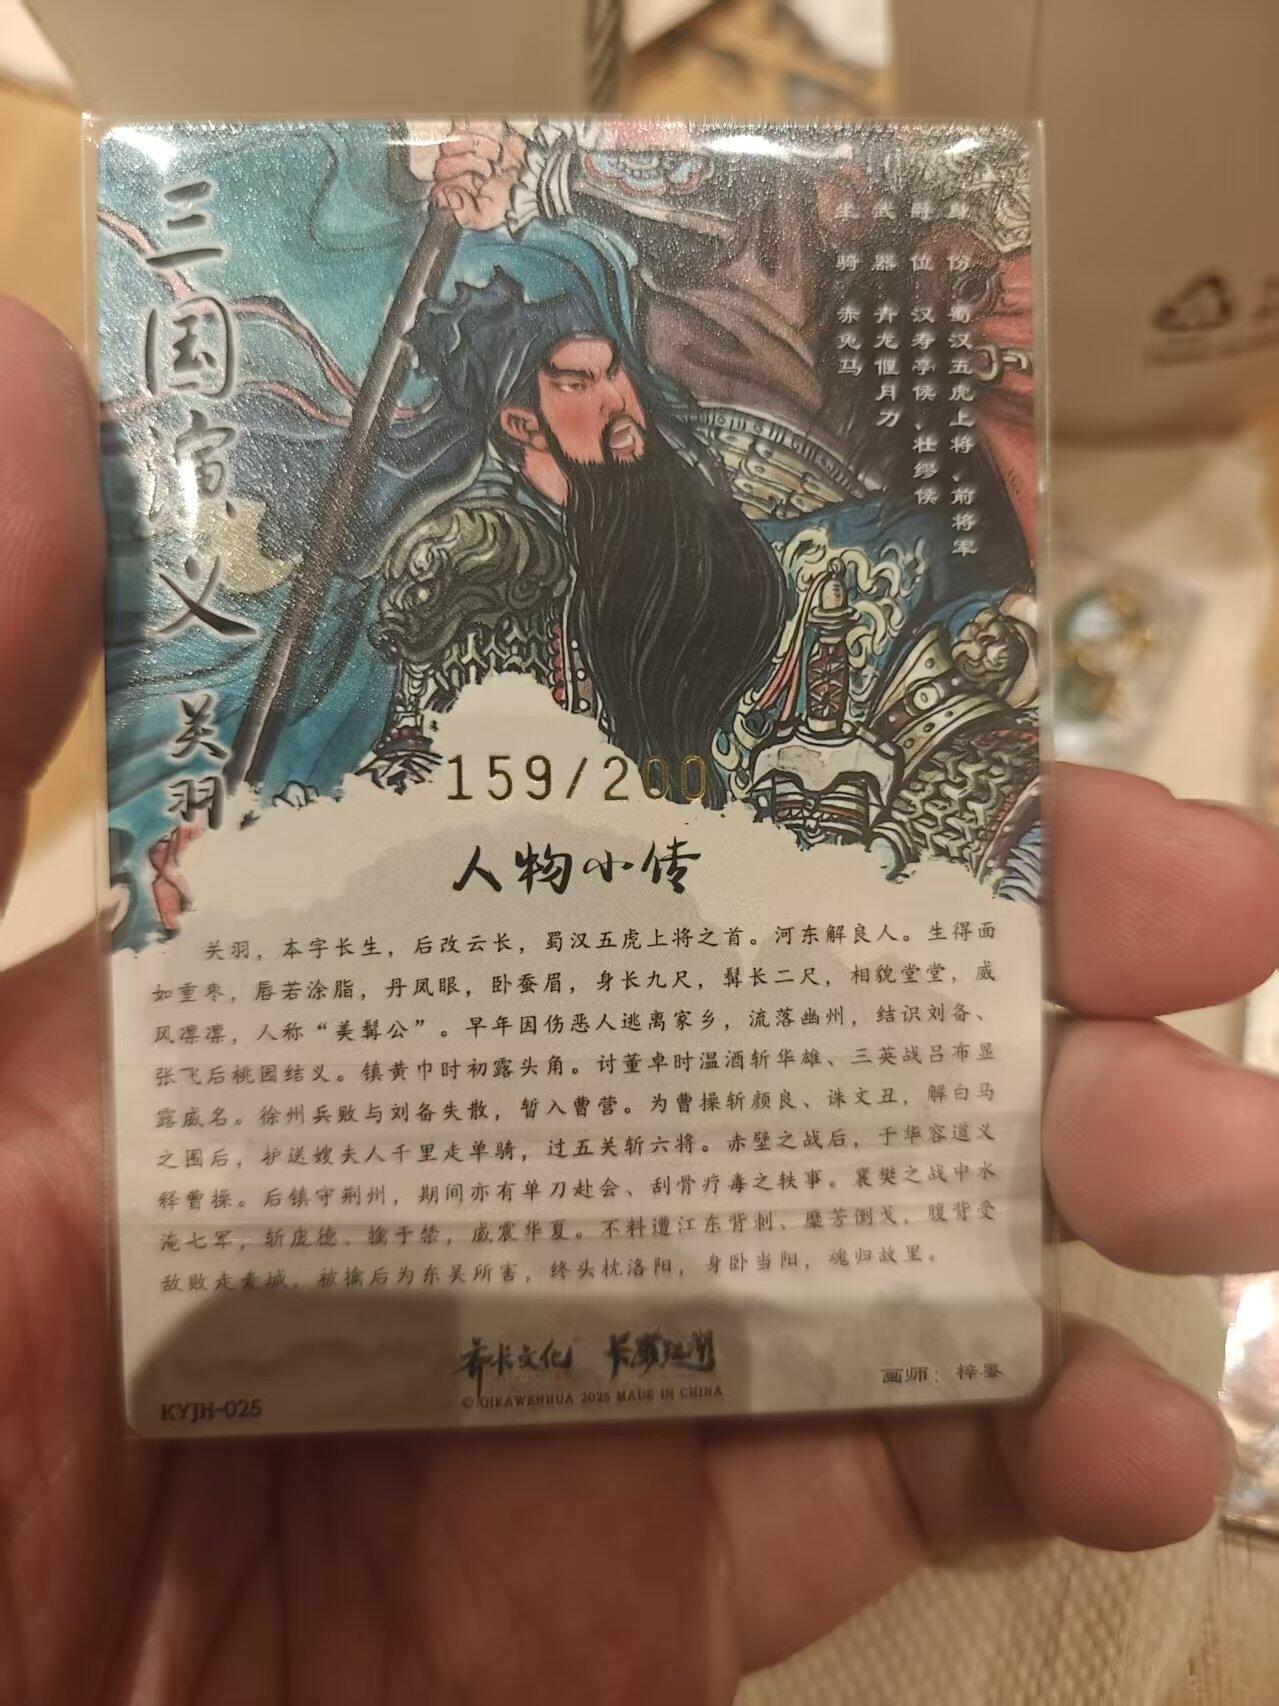 三国演义 关羽
身份 蜀汉五虎上将、前将军
爵位 汉寿亭侯、壮缪侯
武器 青龙偃月刀
坐骑 赤兔马
159/200
人物小传
关羽，本字长生，后改云长，蜀汉五虎上将之首。河东解良人。生得面
如重枣，唇若涂脂，丹凤眼，卧蚕眉，身长九尺，髯长二尺，相貌堂堂，威
风凛凛，人称“美髯公”。早年因伤恶人逃离家乡，流落幽州，结识刘备、
张飞后桃园结义。镇黄巾时初露头角。讨董卓时温酒斩华雄、三英战吕布显
露威名。徐州兵败与刘备失散，暂入曹营。为曹操斩颜良、诛文丑，解白马
之围后，护送嫂夫人千里走单骑，过五关斩六将。赤壁之战后，于华容道义
释曹操。后镇守荆州，期间亦有单刀赴会、刮骨疗毒之轶事。襄樊之战中水
淹七军，斩庞德、擒于禁，威震华夏。不料遭江东背刺、糜芳倒戈，腹背受
敌败走麦城，被擒后为东吴所害，终头枕洛阳，身卧当阳，魂归故里。
奇卡文化 卡游江湖
© QIKAWENHUA 2025 MADE IN CHINA
画师：梓晏
KYJH-025